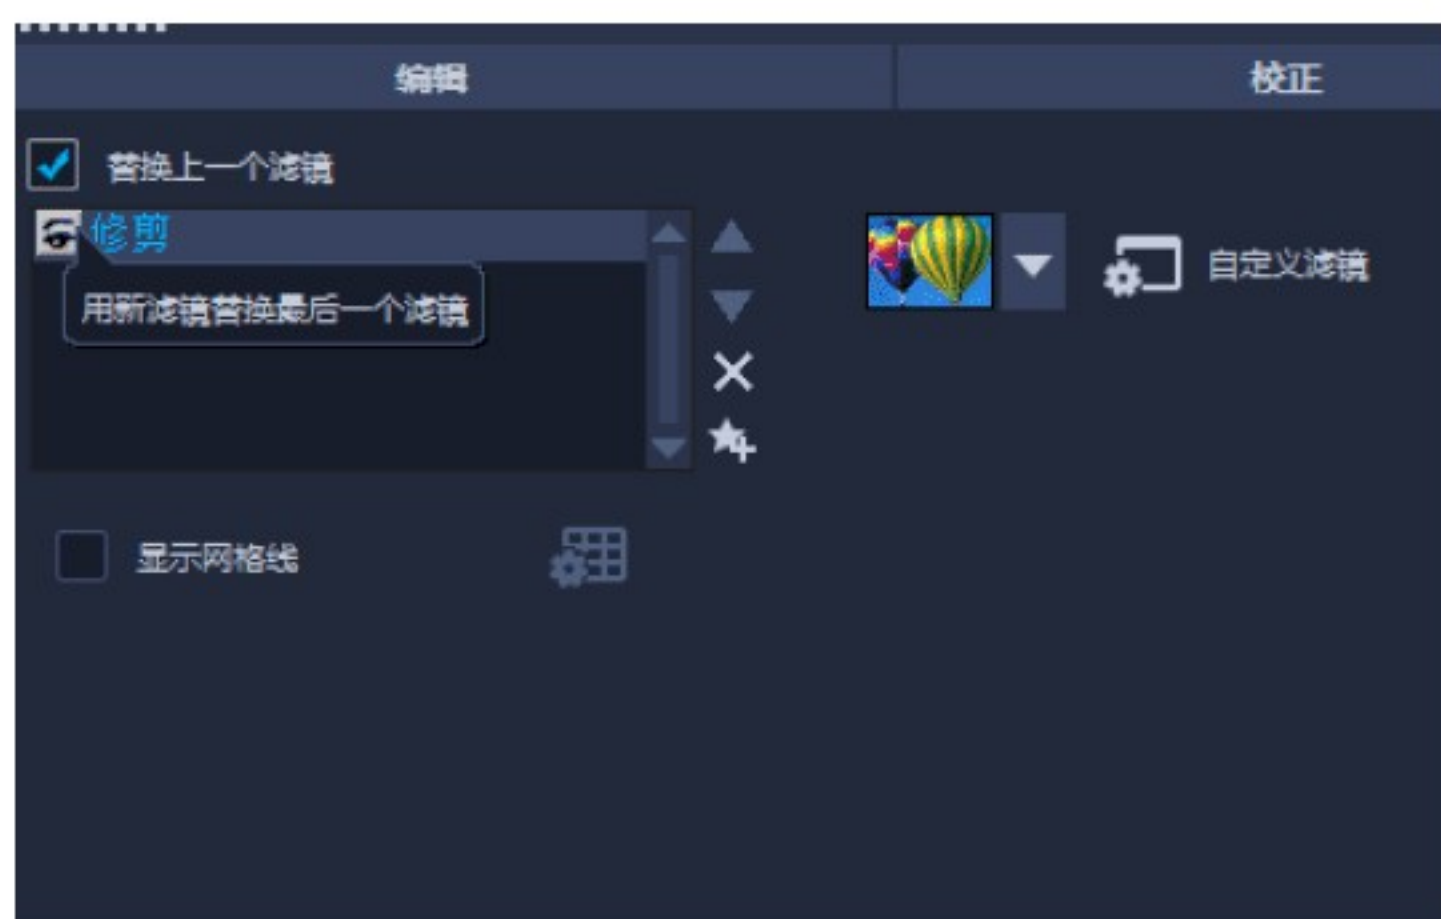 编辑
校正
替换上一个滤镜
修剪
用新滤镜替换最后一个滤镜
自定义滤镜
显示网格线